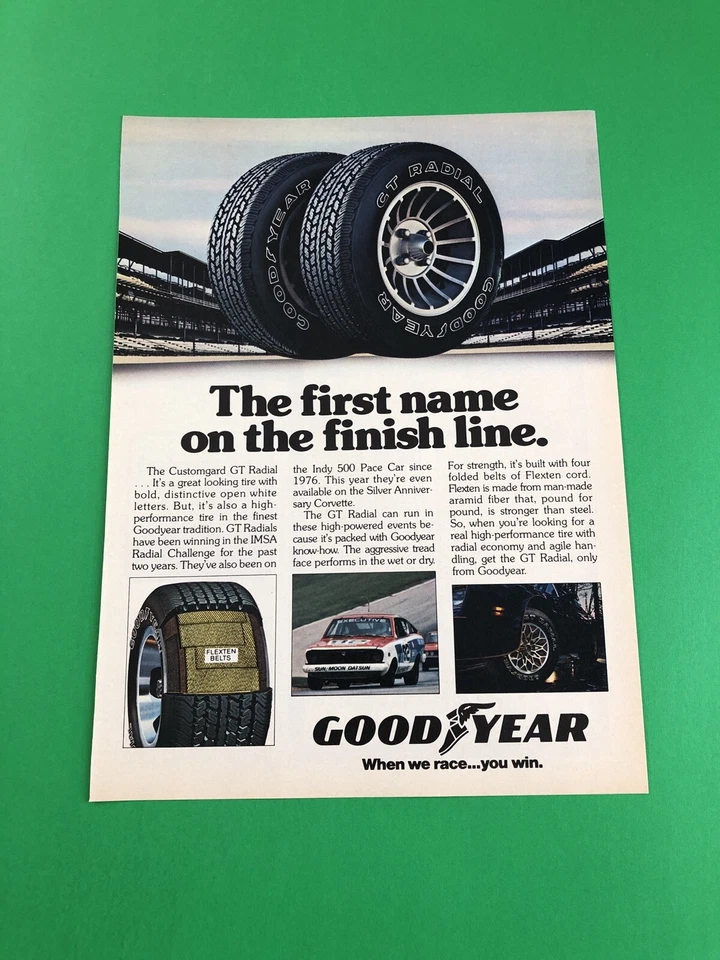 GOODYEAR
GT RADIAL
GOODYEAR
The first name
on the finish line.
The Customgard GT Radial
. . . It's a great looking tire with
bold, distinctive open white
letters. But, it's also a high-
performance tire in the finest
Goodyear tradition. GT Radials
have been winning in the IMSA
Radial Challenge for the past
two years. They've also been on
the Indy 500 Pace Car since
1976. This year they're even
available on the Silver Anniver-
sary Corvette.
The GT Radial can run in
these high-powered events be-
cause it's packed with Goodyear
know-how. The aggressive tread
face performs in the wet or dry.
For strength, it's built with four
folded belts of Flexten cord.
Flexten is made from man-made
aramid fiber that, pound for
pound, is stronger than steel.
So, when you're looking for a
real high-performance tire with
radial economy and agile han-
dling, get the GT Radial, only
from Goodyear.
FLEXTEN
BELTS
EXECUTIVE
SUN, MOON DATSUN
GOODYEAR
When we race...you win.